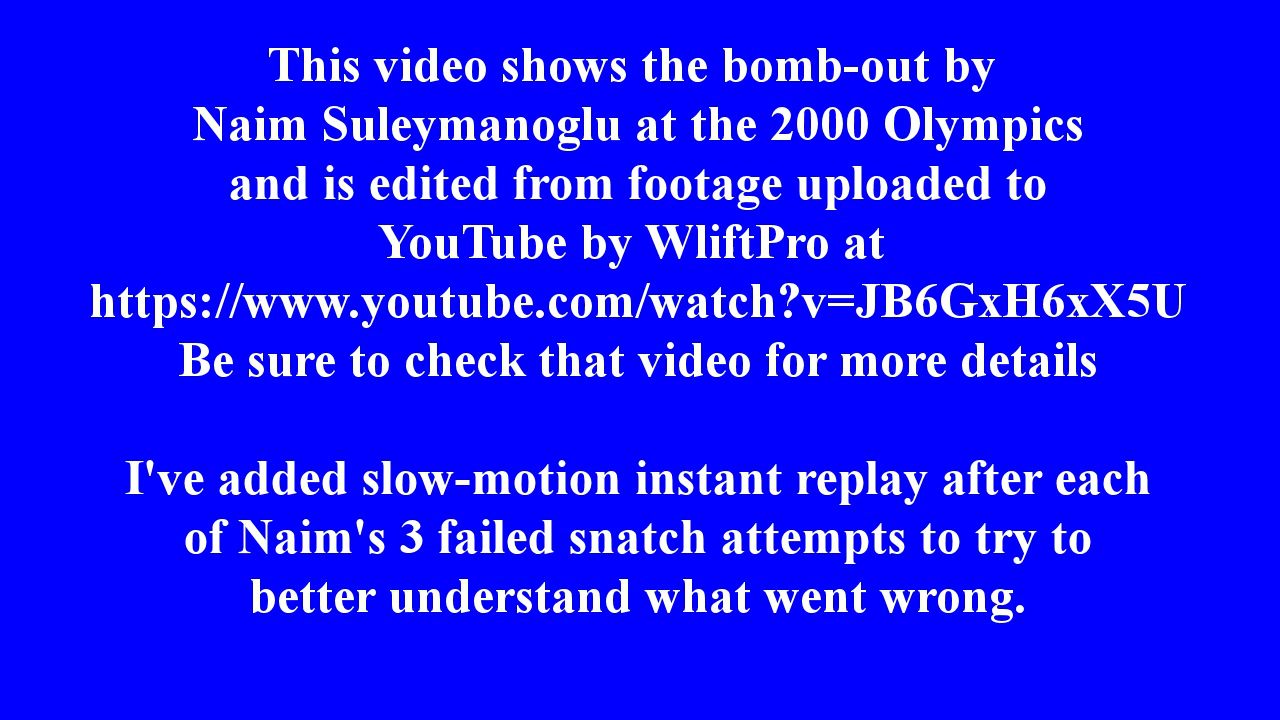 This video shows the bomb-out by
Naim Suleymanoglu at the 2000 Olympics
and is edited from footage uploaded to
YouTube by WliftPro at
https://www.youtube.com/watch?v=JB6GxH6xX5U
Be sure to check that video for more details
I've added slow-motion instant replay after each
of Naim's 3 failed snatch attempts to try to
better understand what went wrong.